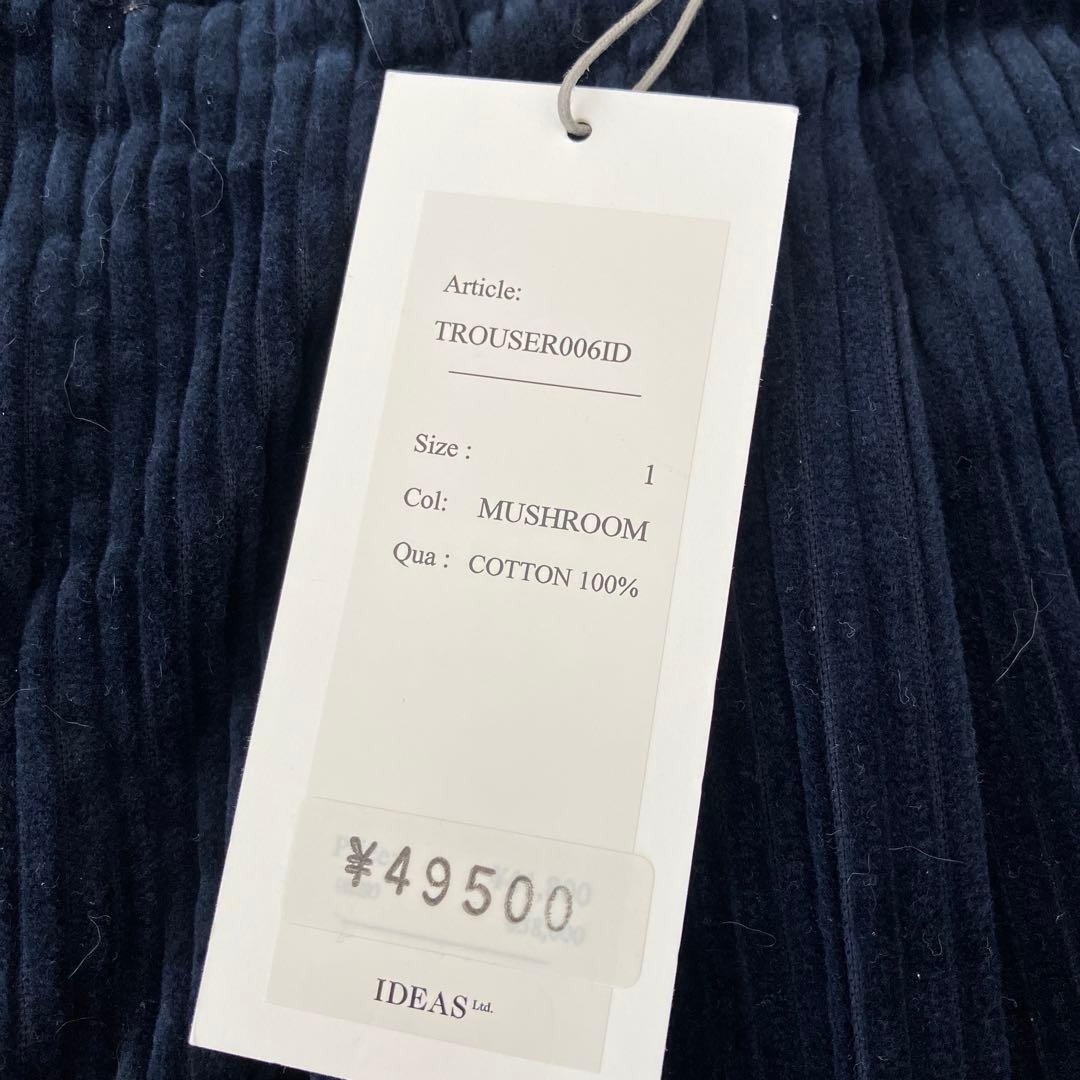 Article:
TROUSER006ID
Size : 1
Col: MUSHROOM
Qua : COTTON 100%
¥49500
IDEAS Ltd.